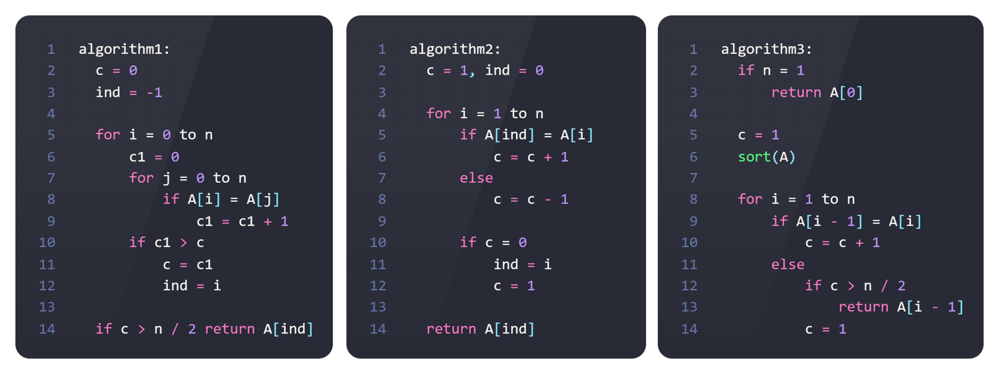 1 algorithm1:
2 c = 0
3 ind = -1
4
5 for i = 0 to n
6 c1 = 0
7 for j = 0 to n
8 if A[i] = A[j]
9 c1 = c1 + 1
10 if c1 > c
11 c = c1
12 ind = i
13
14 if c > n / 2 return A[ind]
1 algorithm2:
2 c = 1, ind = 0
3
4 for i = 1 to n
5 if A[ind] = A[i]
6 c = c + 1
7 else
8 c = c - 1
9
10 if c = 0
11 ind = i
12 c = 1
13
14 return A[ind]
1 algorithm3:
2 if n = 1
3 return A[0]
4
5 c = 1
6 sort(A)
7
8 for i = 1 to n
9 if A[i - 1] = A[i]
10 c = c + 1
11 else
12 if c > n / 2
13 return A[i - 1]
14 c = 1